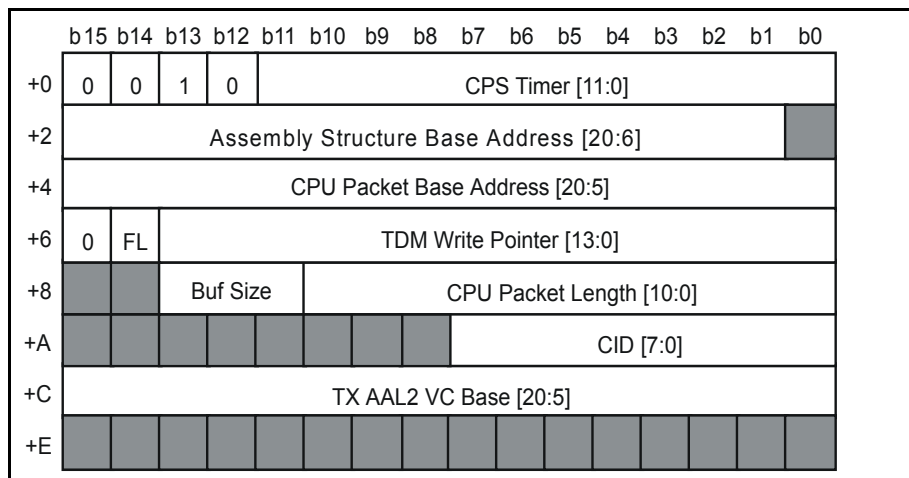 b15 b14 b13 b12 b11 b10 b9 b8 b7 b6 b5 b4 b3 b2 b1 b0
+0 0 0 1 0 CPS Timer [11:0]
+2 Assembly Structure Base Address [20:6]
+4 CPU Packet Base Address [20:5]
+6 0 FL TDM Write Pointer [13:0]
+8 Buf Size CPU Packet Length [10:0]
+A CID [7:0]
+C TX AAL2 VC Base [20:5]
+E